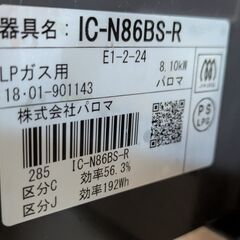 器具名：IC-N86BS-R
E1-2-24
LPガス用 8.10kW
18·01-901143 パロマ
株式会社パロマ
PS
LPG
285 IC-N86BS-R
区分C 効率56.3%
区分J 効率192Wh